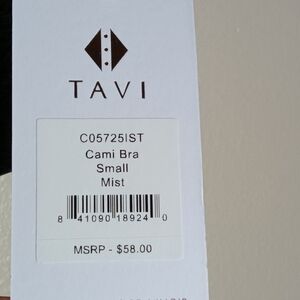 TAVI
C05725IST
Cami Bra
Small
Mist
8 41090 18924 0
MSRP - $58.00